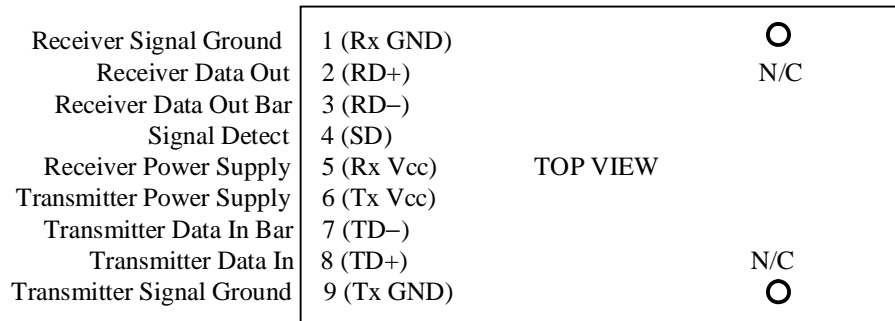 Receiver Signal Ground 1 (Rx GND)
Receiver Data Out 2 (RD+) N/C
Receiver Data Out Bar 3 (RD−)
Signal Detect 4 (SD)
Receiver Power Supply 5 (Rx Vcc) TOP VIEW
Transmitter Power Supply 6 (Tx Vcc)
Transmitter Data In Bar 7 (TD−)
Transmitter Data In 8 (TD+) N/C
Transmitter Signal Ground 9 (Tx GND)